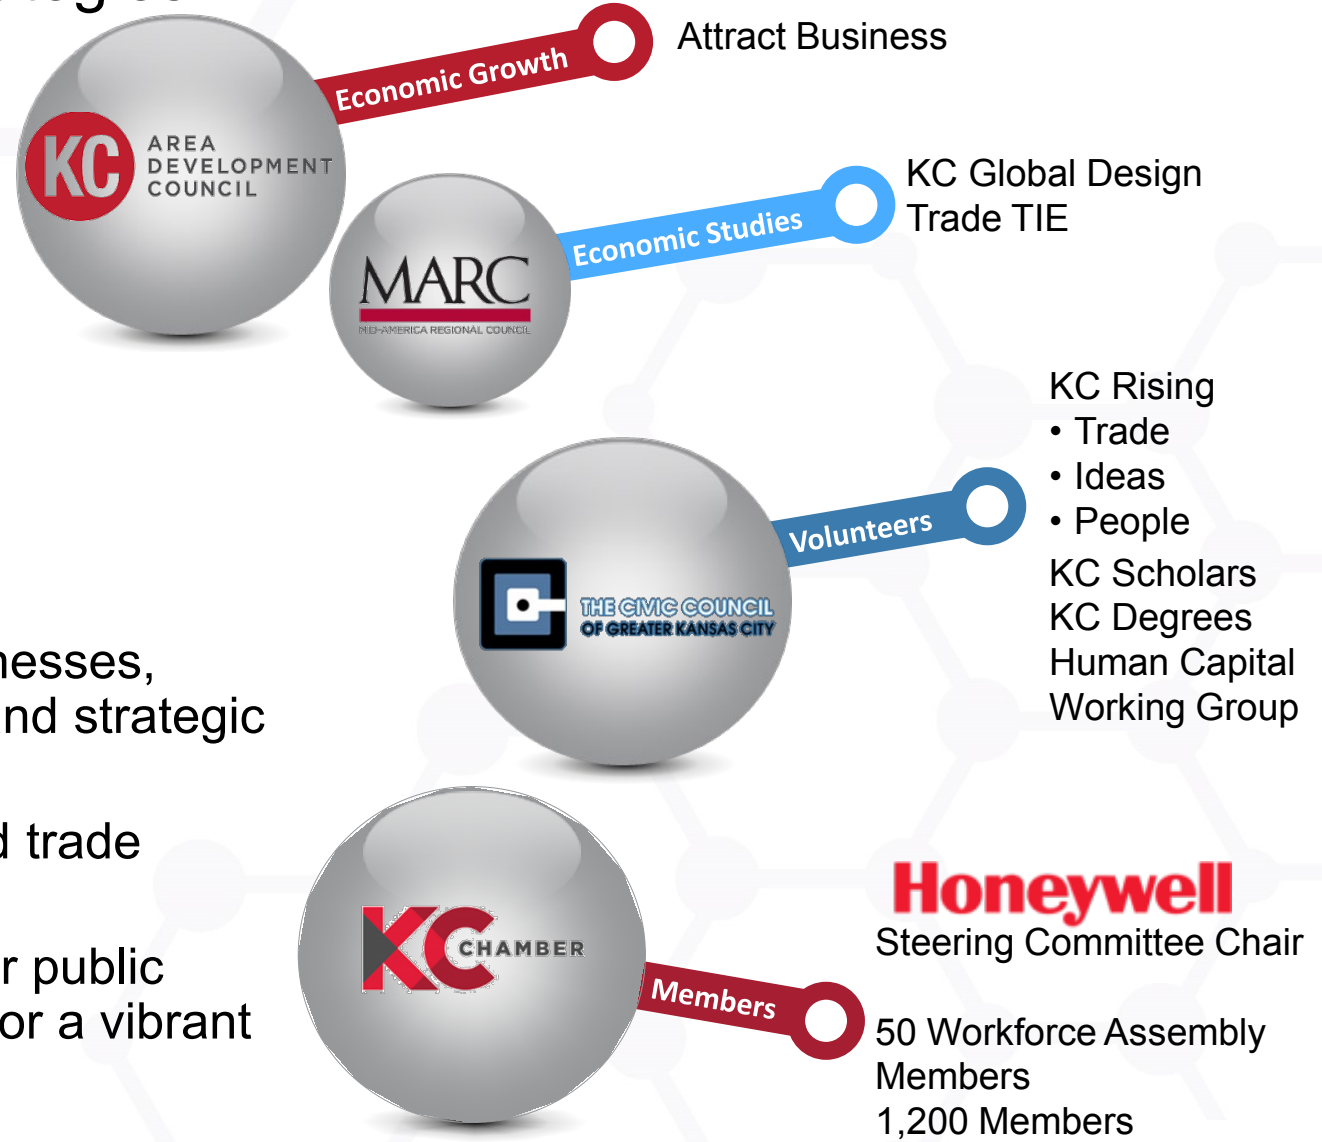 Attract Business
Economic Growth
KC
AREA
DEVELOPMENT
COUNCIL
KC Global Design
Trade TIE
Economic Studies
MARC
MID-AMERICA REGIONAL COUNCIL
KC Rising
• Trade
• Ideas
• People
KC Scholars
KC Degrees
Human Capital
Working Group
Volunteers
THE CIVIC COUNCIL
OF GREATER KANSAS CITY
nesses,
nd strategic
d trade
r public
or a vibrant
KC CHAMBER
Members
Honeywell
Steering Committee Chair
50 Workforce Assembly
Members
1,200 Members